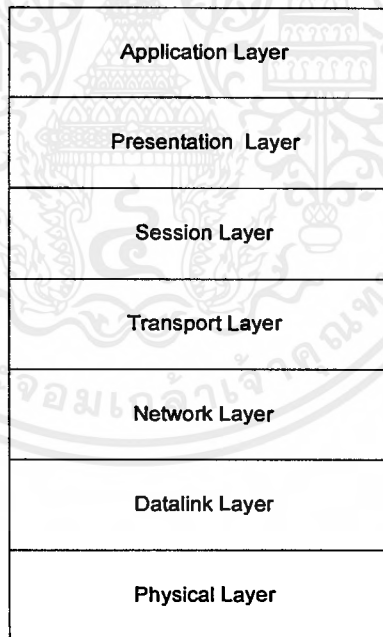 Application Layer
Presentation Layer
Session Layer
Transport Layer
Network Layer
Datalink Layer
Physical Layer